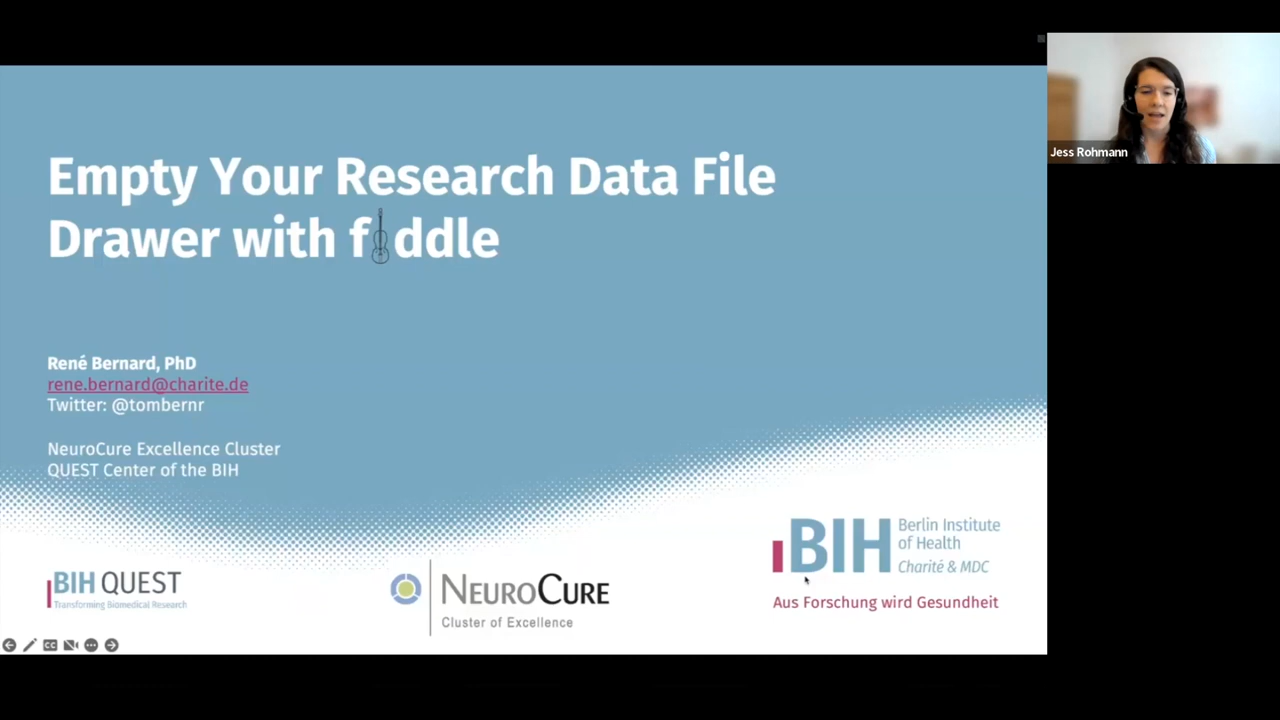 Empty Your Research Data File
Drawer with f ddle
René Bernard, PhD
rene.bernard@charite.de
Twitter: @tombernr
NeuroCure Excellence Cluster
QUEST Center of the BIH
BIH QUEST
Transforming Biomedical Research
NEUROCURE
Cluster of Excellence
BIH
Berlin Institute
of Health
Charité & MDC
Aus Forschung wird Gesundheit
CC
Jess Rohmann